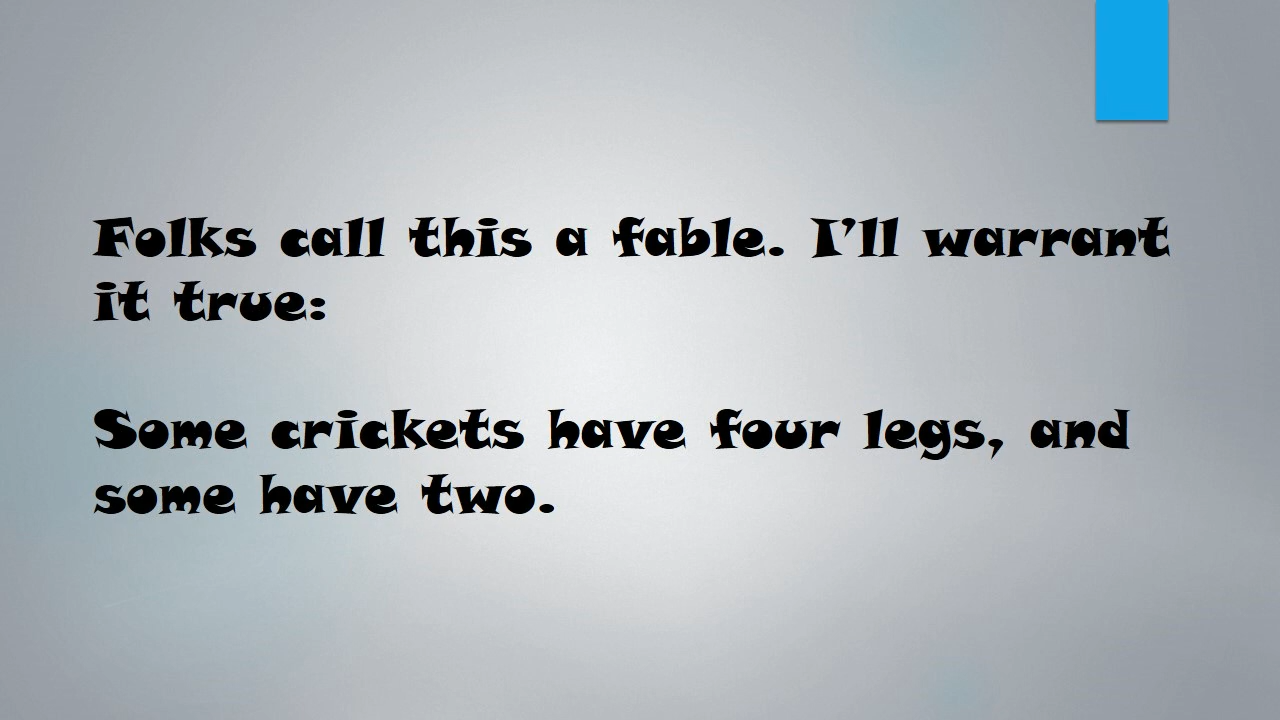 Folks call this a fable. I’ll warrant
it true:
Some crickets have four legs, and
some have two.